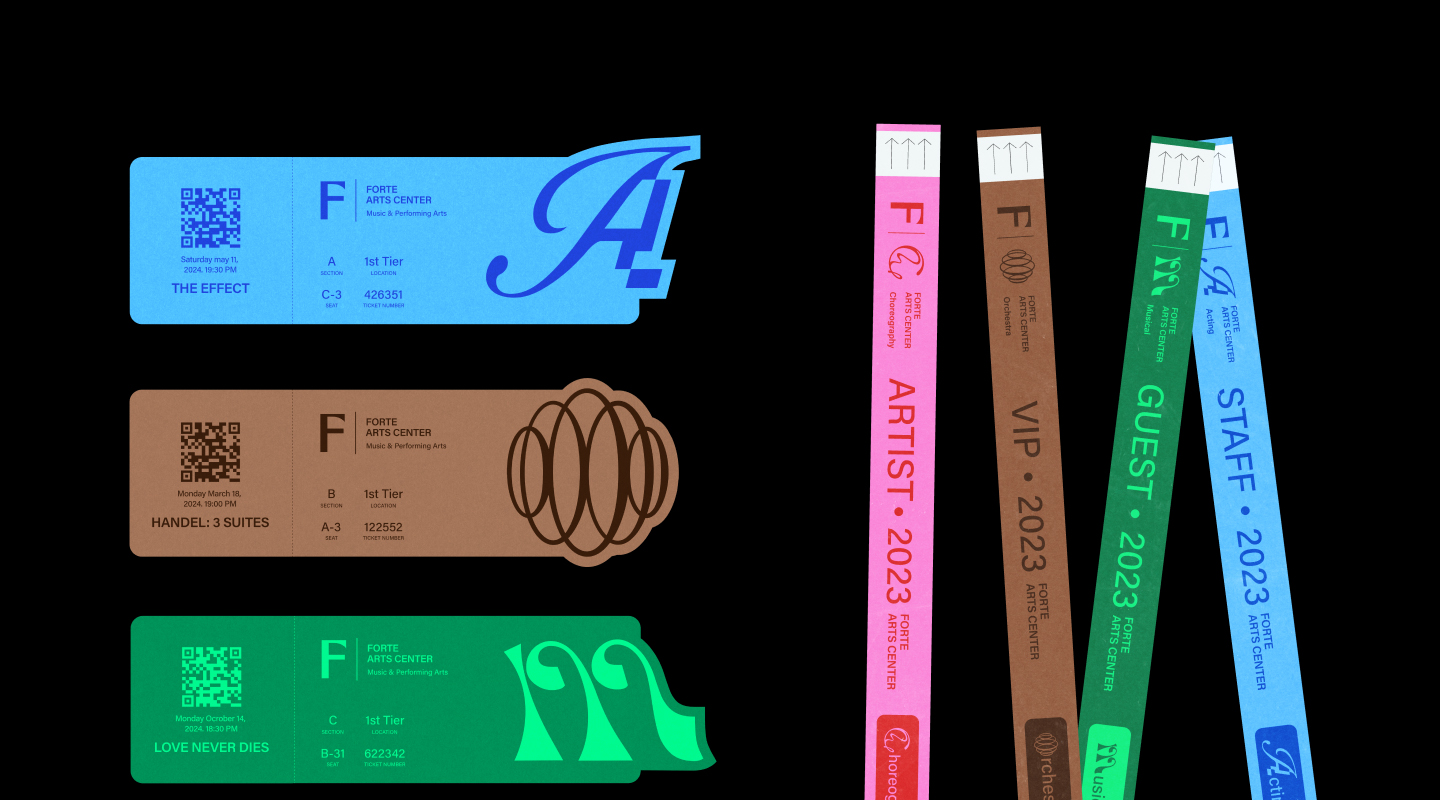 Saturday may 11,
2024. 19:30 PM
THE EFFECT
F
FORTE
ARTS CENTER
Music & Performing Arts
A
SECTION
1st Tier
LOCATION
C-3
SEAT
426351
TICKET NUMBER
A
Monday March 18,
2024. 19:00 PM
HANDEL: 3 SUITES
F
FORTE
ARTS CENTER
Music & Performing Arts
B
SECTION
1st Tier
LOCATION
A-3
SEAT
122552
TICKET NUMBER
Monday Ocrober 14,
2024. 18:30 PM
LOVE NEVER DIES
F
FORTE
ARTS CENTER
Music & Performing Arts
C
SECTION
1st Tier
LOCATION
B-31
SEAT
622342
TICKET NUMBER
M
F
C
FORTE
ARTS CENTER
Choreography
ARTIST • 2023
FORTE
ARTS CENTER
Choreog
F
FORTE
ARTS CENTER
Orchestra
VIP • 2023
FORTE
ARTS CENTER
Orches
F
M
FORTE
ARTS CENTER
Musical
GUEST • 2023
FORTE
ARTS CENTER
Musi
F
A
FORTE
ARTS CENTER
Acting
STAFF • 2023
FORTE
ARTS CENTER
Acti